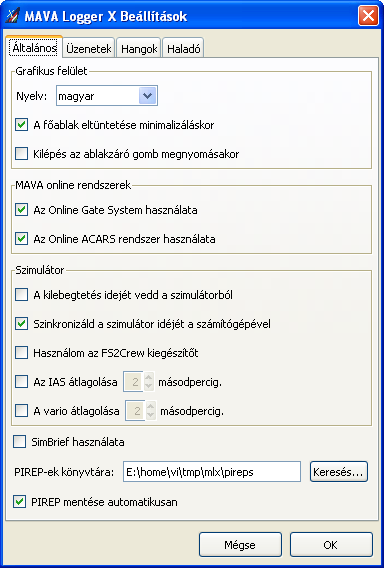 MAVA Logger X Beállítások
Általános Üzenetek Hangok Haladó
Grafikus felület
Nyelv: magyar
A főablak eltüntetése minimalizáláskor
Kilépés az ablakzáró gomb megnyomásakor
MAVA online rendszerek
Az Online Gate System használata
Az Online ACARS rendszer használata
Szimulátor
A kilebegtetés idejét vedd a szimulátorból
Szinkronizáld a szimulátor idéjét a számítógépével
Használom az FS2Crew kiegészítőt
Az IAS átlagolása 2 másodpercig.
A vario átlagolása 2 másodpercig.
SimBrief használata
PIREP-ek könyvtára: E:\home\vi\tmp\mlx\pireps Keresés...
PIREP mentése automatikusan
Mégse OK